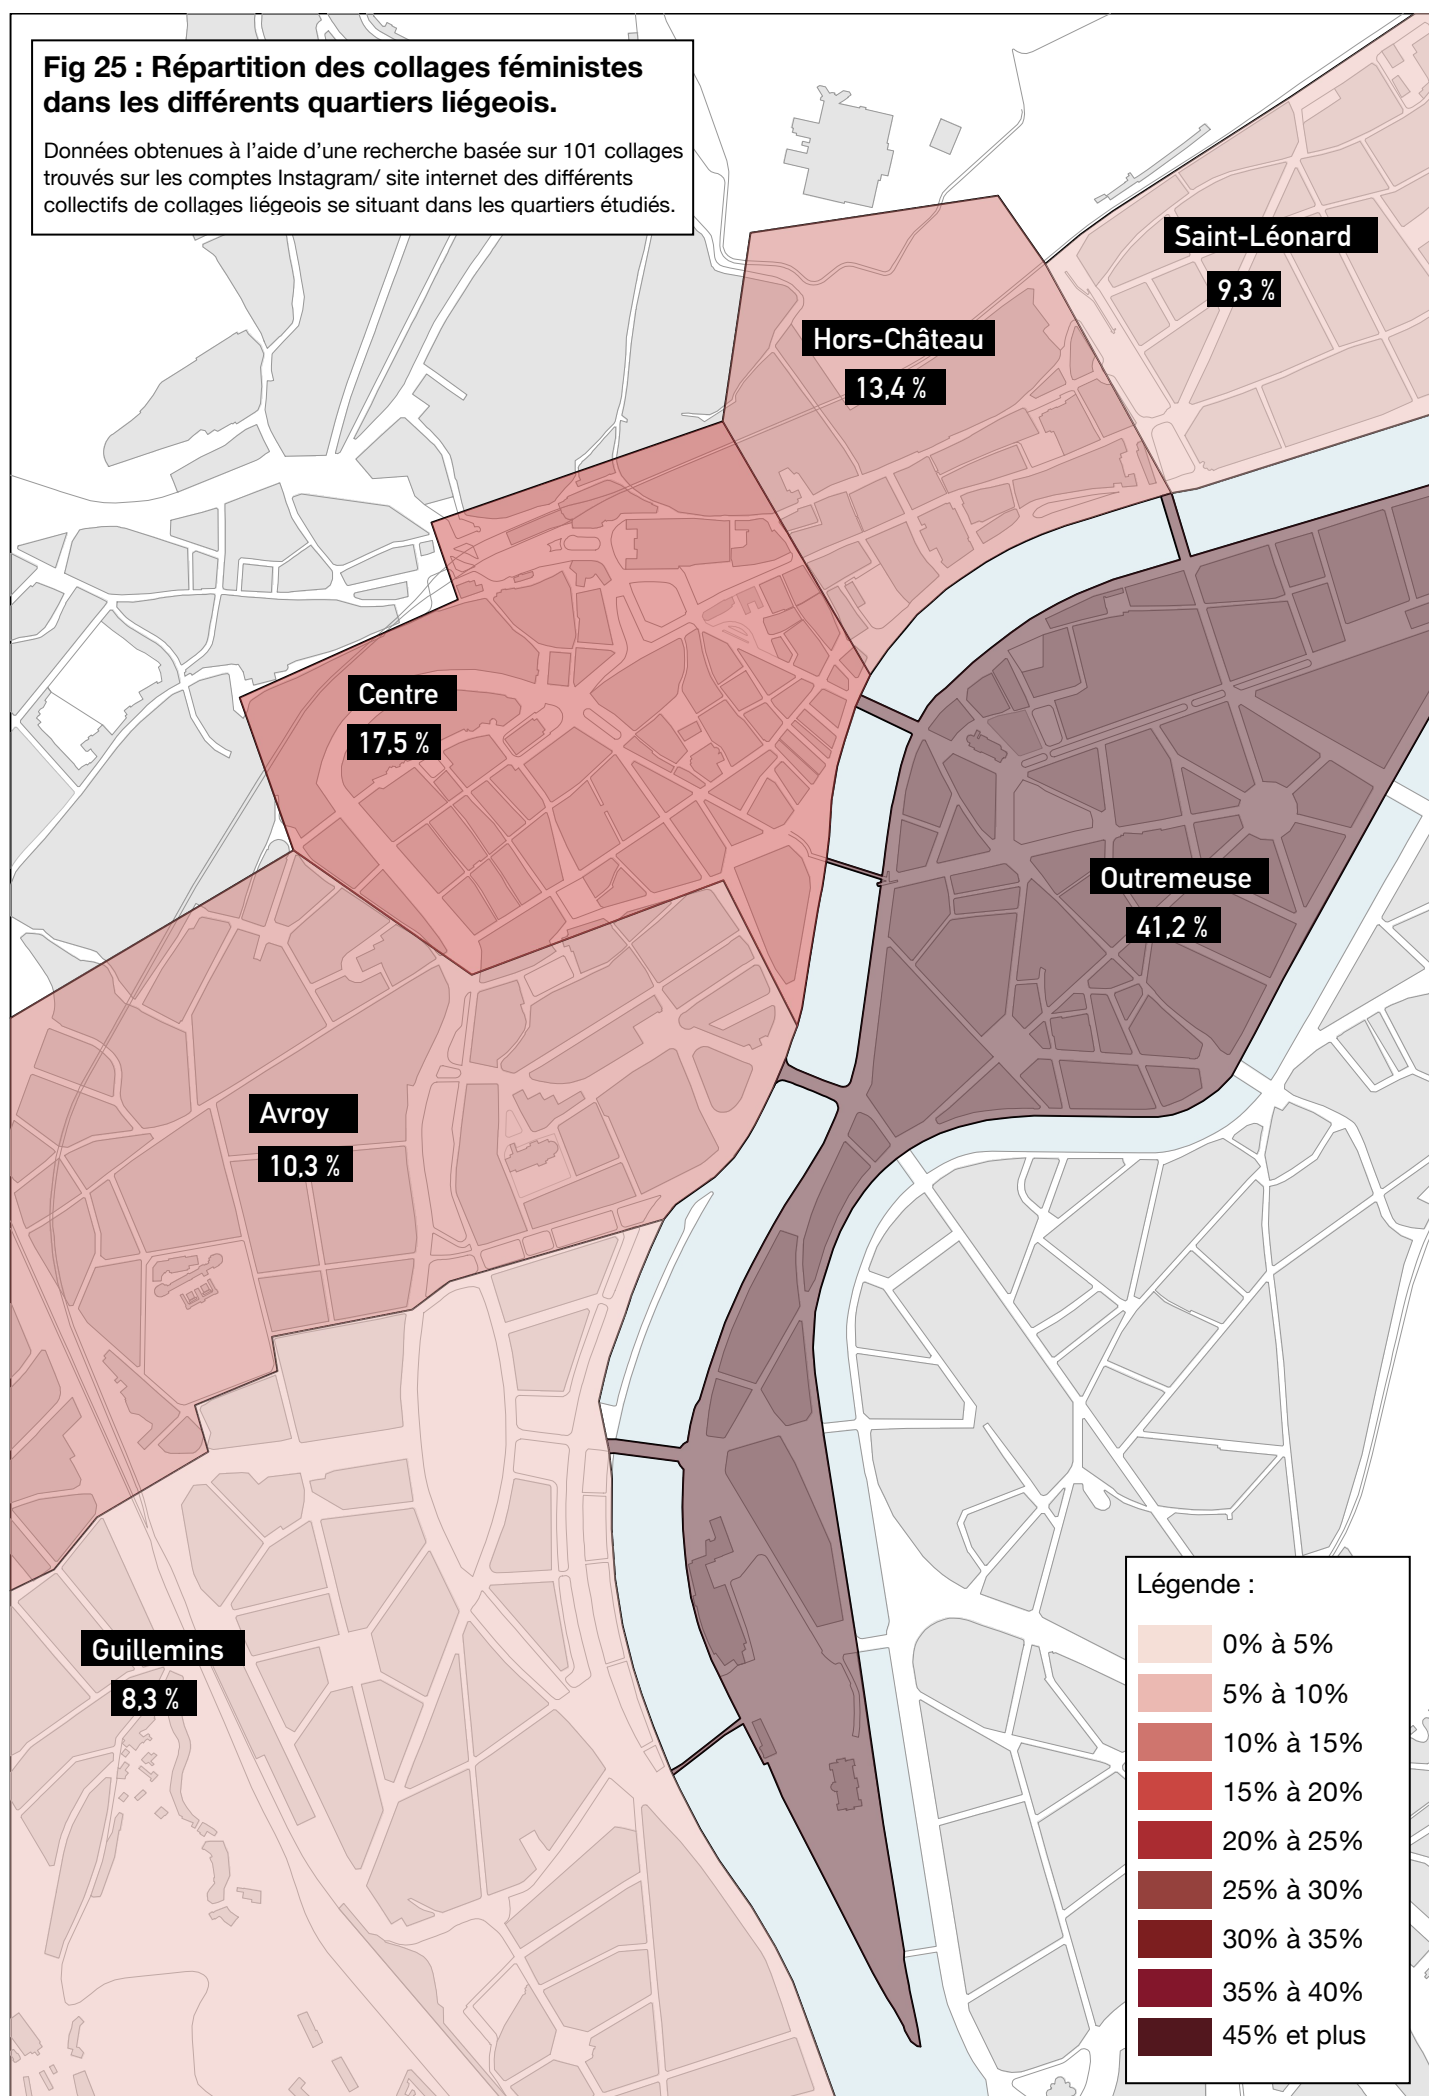 Fig 25 : Répartition des collages féministes
dans les différents quartiers liégeois.
Données obtenues à l'aide d'une recherche basée sur 101 collages
trouvés sur les comptes Instagram/ site internet des différents
collectifs de collages liégeois se situant dans les quartiers étudiés.
Saint-Léonard
9,3 %
Hors-Château
13,4 %
Centre
17,5 %
Outremeuse
41,2 %
Avroy
10,3 %
Guillemins
8,3 %
Légende :
0% à 5%
5% à 10%
10% à 15%
15% à 20%
20% à 25%
25% à 30%
30% à 35%
35% à 40%
45% et plus